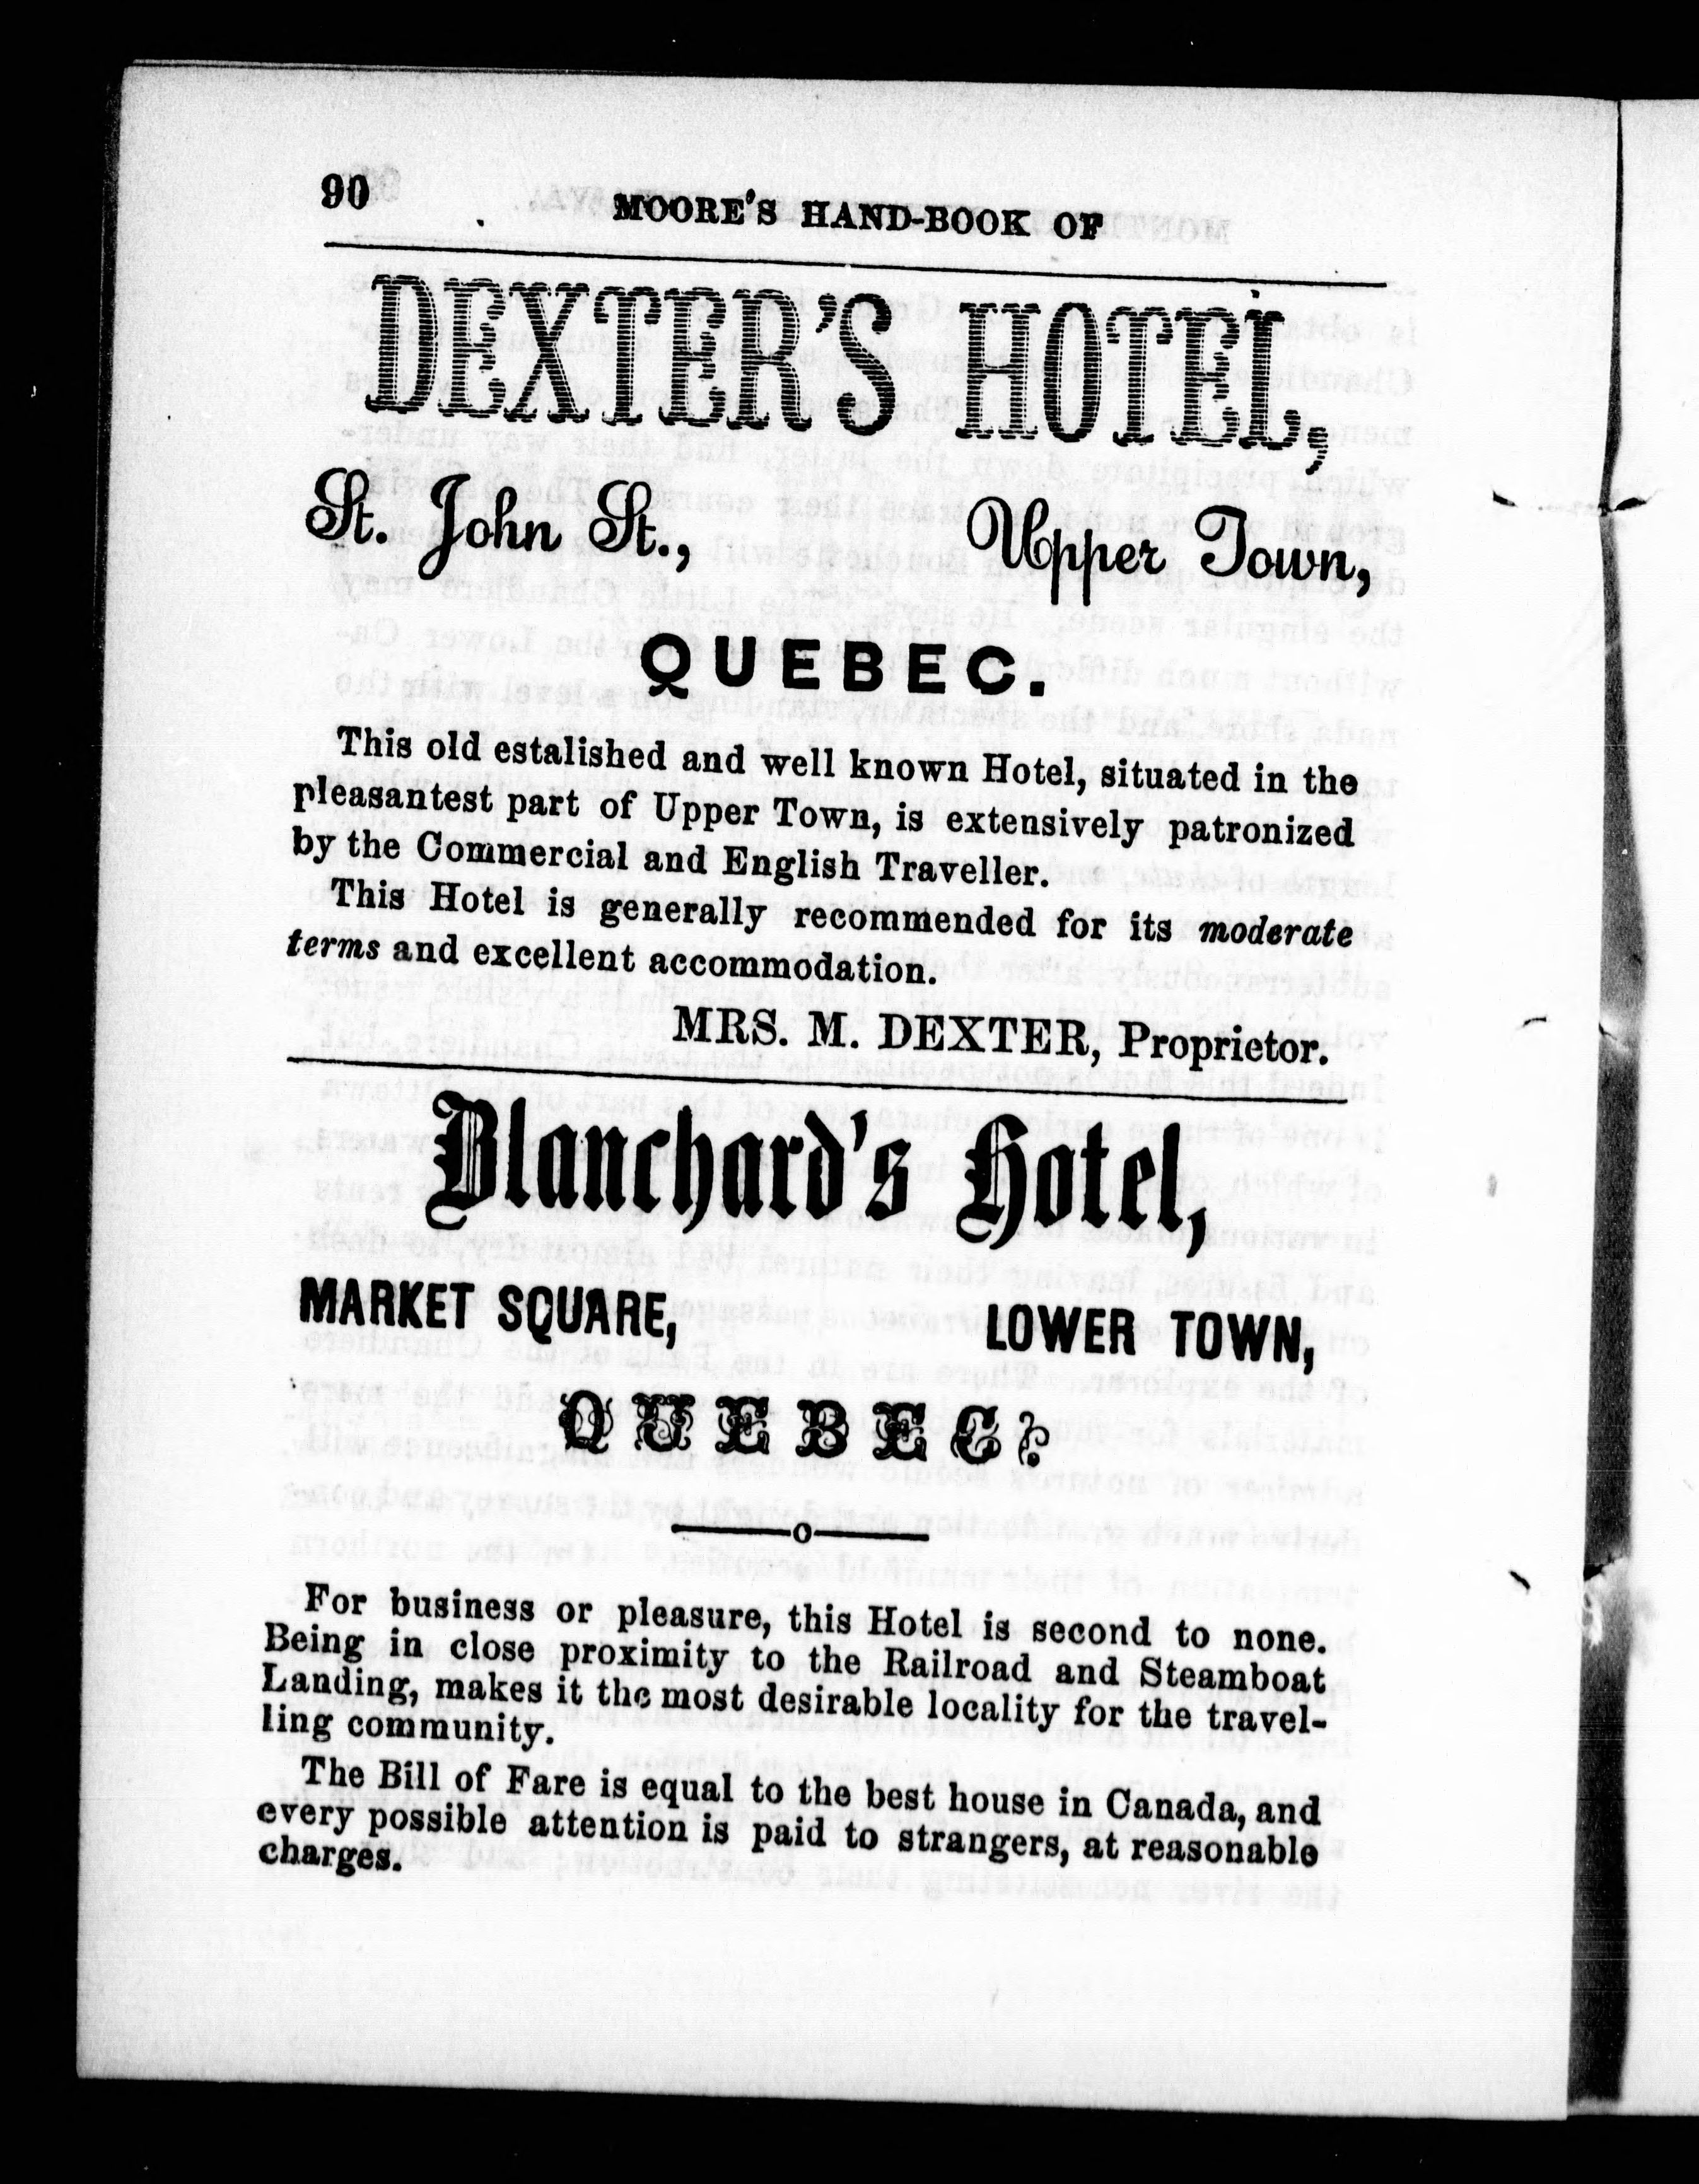 90
MOORE'S HAND-BOOK OF
DEXTER'S HOTEL,
St. John St., Upper Town,
QUEBEC.
This old estalished and well known Hotel, situated in the
pleasantest part of Upper Town, is extensively patronized
by the Commercial and English Traveller.
This Hotel is generally recommended for its moderate
terms and excellent accommodation.
MRS. M. DEXTER, Proprietor.
Blanchard's Hotel,
MARKET SQUARE, LOWER TOWN,
QUEBEC.
For business or pleasure, this Hotel is second to none.
Being in close proximity to the Railroad and Steamboat
Landing, makes it the most desirable locality for the travel-
ling community.
The Bill of Fare is equal to the best house in Canada, and
every possible attention is paid to strangers, at reasonable
charges.